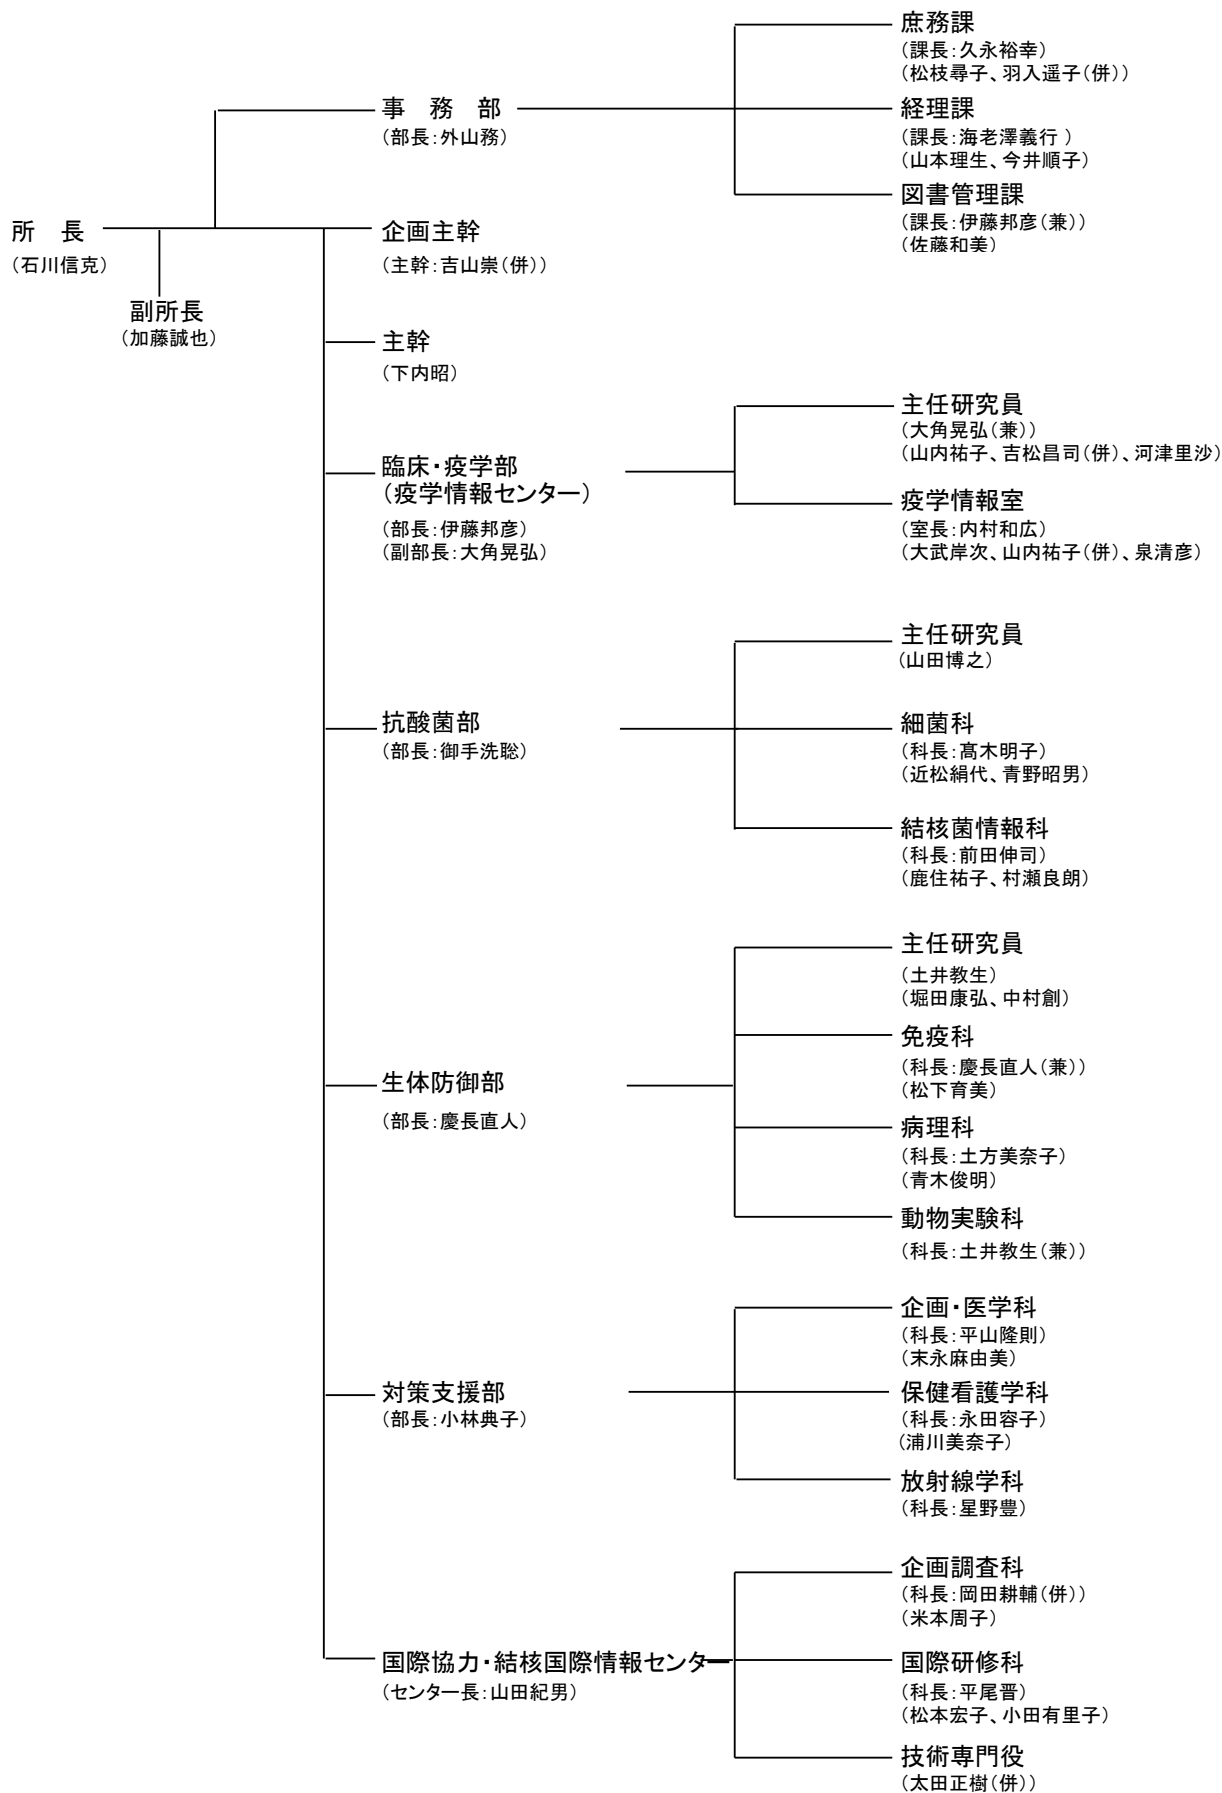 所　長
（石川信克）
副所長
（加藤誠也）
事　務　部
（部長：外山務）
庶務課
（課長：久永裕幸）
（松枝尋子、羽入遥子（併））
経理課
（課長：海老澤義行 ）
（山本理生、今井順子）
図書管理課
（課長：伊藤邦彦（兼））
（佐藤和美）
企画主幹
（主幹：吉山崇（併））
主幹
（下内昭）
臨床・疫学部
（疫学情報センター）
（部長：伊藤邦彦）
（副部長：大角晃弘）
主任研究員
（大角晃弘（兼））
（山内祐子、吉松昌司（併）、河津里沙）
疫学情報室
（室長：内村和広）
（大武岸次、山内祐子（併）、泉清彦）
抗酸菌部
（部長：御手洗聡）
主任研究員
（山田博之）
細菌科
（科長：髙木明子）
（近松絹代、青野昭男）
結核菌情報科
（科長：前田伸司）
（鹿住祐子、村瀬良朗）
生体防御部
（部長：慶長直人）
主任研究員
（土井教生）
（堀田康弘、中村創）
免疫科
（科長：慶長直人（兼））
（松下育美）
病理科
（科長：土方美奈子）
（青木俊明）
動物実験科
（科長：土井教生（兼））
対策支援部
（部長：小林典子）
企画・医学科
（科長：平山隆則）
（末永麻由美）
保健看護学科
（科長：永田容子）
（浦川美奈子）
放射線学科
（科長：星野豊）
国際協力・結核国際情報センター
（センター長：山田紀男）
企画調査科
（科長：岡田耕輔（併））
（米本周子）
国際研修科
（科長：平尾晋）
（松本宏子、小田有里子）
技術専門役
（太田正樹（併））